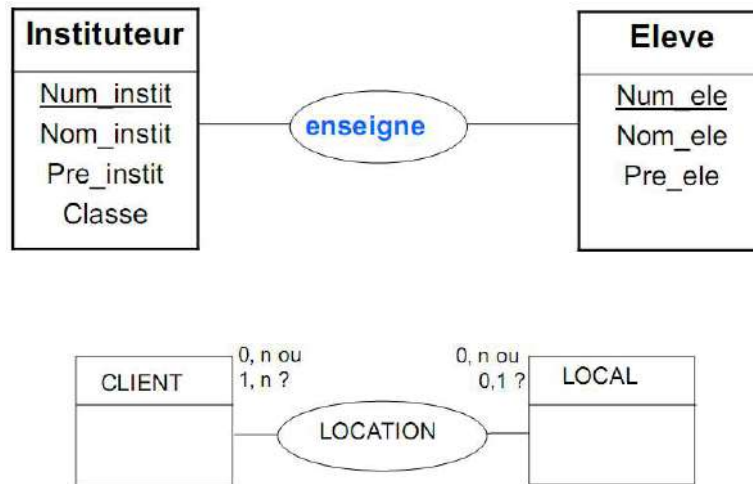 Instituteur
Num_instit
Nom_instit
Pre_instit
Classe
enseigne
Eleve
Num_ele
Nom_ele
Pre_ele
CLIENT
0, n ou
1, n ?
LOCATION
0, n ou
0,1 ?
LOCAL